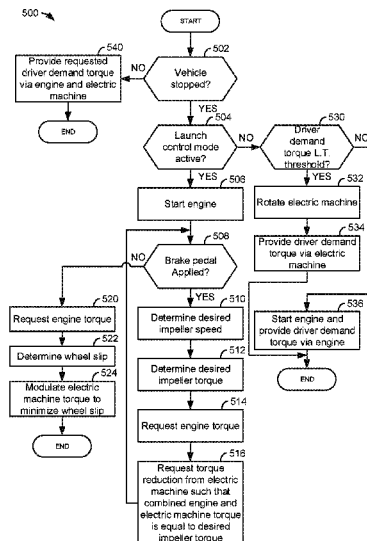 500
START
540
502
Provide requested
driver demand torque
via engine and electric
machine
NO
Vehicle
stopped?
END
YES
504
530
Launch
control mode
active?
NO
Driver
demand
torque L.T.
threshold?
NO
YES
506
YES
532
Start engine
Rotate electric machine
508
534
NO
Brake pedal
Applied?
Provide driver demand
torque via electric
machine
520
YES
510
Request engine torque
Determine desired
impeller speed
536
522
Start engine and
provide driver demand
torque via engine
Determine wheel slip
512
524
Determine desired
impeller torque
Modulate electric
machine torque to
minimize wheel slip
END
514
Request engine torque
END
516
Request torque
reduction from electric
machine such that
combined engine and
electric machine torque
is equal to desired
impeller torque